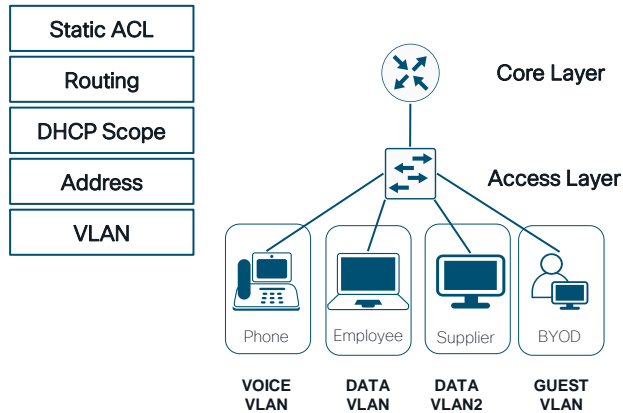 Static ACL
Routing
DHCP Scope
Address
VLAN
Core Layer
Access Layer
Phone
Employee
Supplier
BYOD
VOICE
VLAN
DATA
VLAN
DATA
VLAN2
GUEST
VLAN